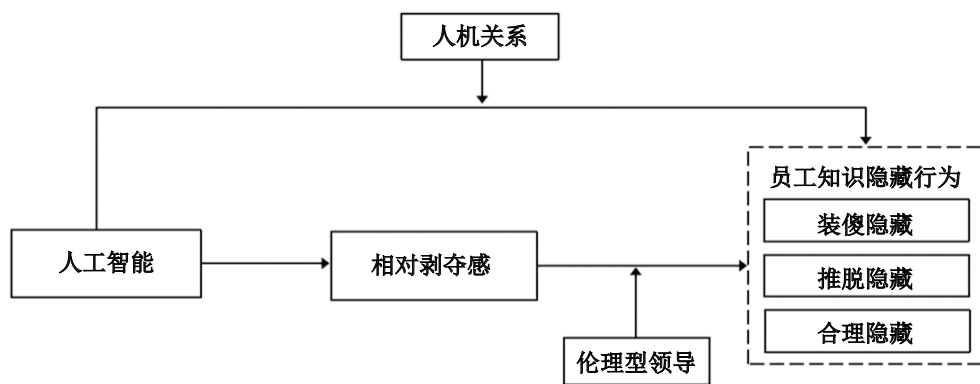 人机关系
员工知识隐藏行为
装傻隐藏
人工智能
相对剥夺感
推脱隐藏
合理隐藏
伦理型领导